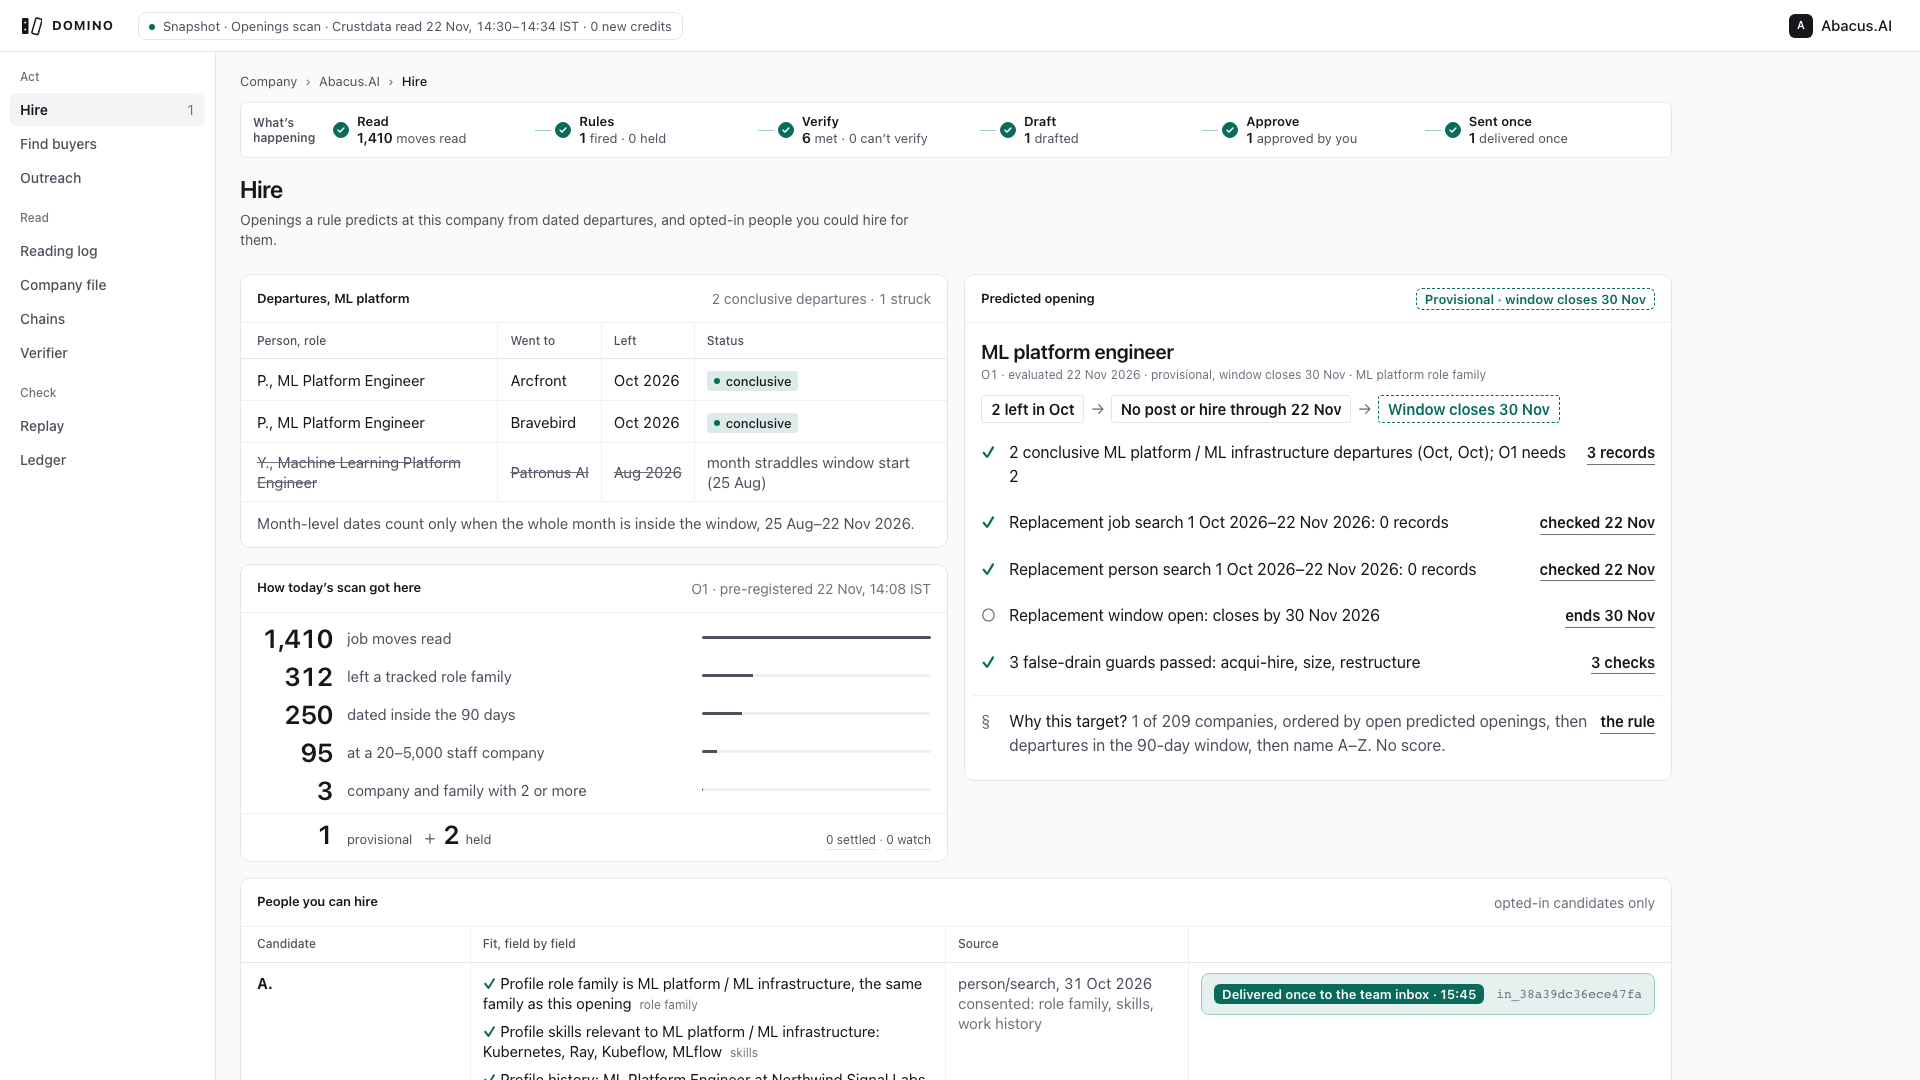 DOMINO
Snapshot · Openings scan · Crustdata read 22 Nov, 14:30–14:34 IST · 0 new credits
A
Abacus.AI
Act
Hire 1
Find buyers
Outreach
Read
Reading log
Company file
Chains
Verifier
Check
Replay
Ledger
Company › Abacus.AI › Hire
What's
happening
Read
1,410 moves read
Rules
1 fired · 0 held
Verify
6 met · 0 can't verify
Draft
1 drafted
Approve
1 approved by you
Sent once
1 delivered once
Hire
Openings a rule predicts at this company from dated departures, and opted-in people you could hire for
them.
Departures, ML platform 2 conclusive departures · 1 struck
Person, role Went to Left Status
P., ML Platform Engineer Arcfront Oct 2026 conclusive
P., ML Platform Engineer Bravebird Oct 2026 conclusive
Y., Machine Learning Platform
Engineer
Patronus AI Aug 2026
month straddles window start
(25 Aug)
Month-level dates count only when the whole month is inside the window, 25 Aug–22 Nov 2026.
How today's scan got here O1 · pre-registered 22 Nov, 14:08 IST
1,410 job moves read
312 left a tracked role family
250 dated inside the 90 days
95 at a 20–5,000 staff company
3 company and family with 2 or more
1 provisional + 2 held 0 settled · 0 watch
Predicted opening Provisional · window closes 30 Nov
ML platform engineer
O1 · evaluated 22 Nov 2026 · provisional, window closes 30 Nov · ML platform role family
2 left in Oct → No post or hire through 22 Nov → Window closes 30 Nov
2 conclusive ML platform / ML infrastructure departures (Oct, Oct); O1 needs 3 records
2
Replacement job search 1 Oct 2026–22 Nov 2026: 0 records checked 22 Nov
Replacement person search 1 Oct 2026–22 Nov 2026: 0 records checked 22 Nov
Replacement window open: closes by 30 Nov 2026 ends 30 Nov
3 false-drain guards passed: acqui-hire, size, restructure 3 checks
§ Why this target? 1 of 209 companies, ordered by open predicted openings, then the rule
departures in the 90-day window, then name A–Z. No score.
People you can hire opted-in candidates only
Candidate Fit, field by field Source
A.
✓ Profile role family is ML platform / ML infrastructure, the same
family as this opening role family
✓ Profile skills relevant to ML platform / ML infrastructure:
Kubernetes, Ray, Kubeflow, MLflow skills
✓ Profile history: ML Platform Engineer at Northwind Signal Labs
person/search, 31 Oct 2026
consented: role family, skills,
work history
Delivered once to the team inbox · 15:45 in_38a39dc36ece47fa